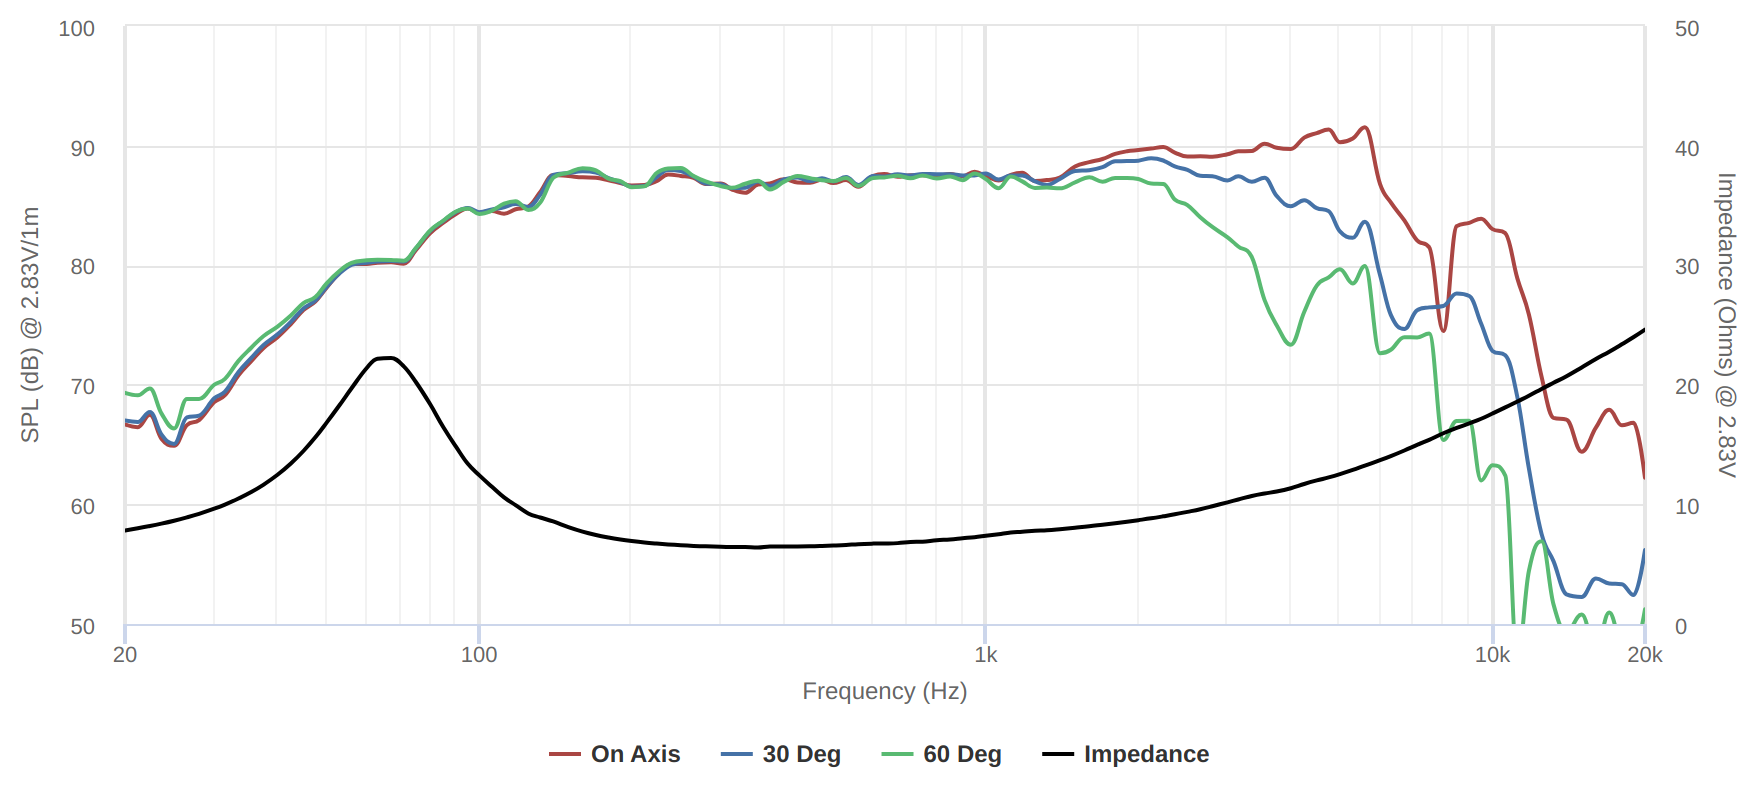 100
90
80
70
60
50
SPL (dB) @ 2.83V/1m
50
40
30
20
10
0
Impedance (Ohms) @ 2.83V
20
100
1k
10k
20k
Frequency (Hz)
On Axis
30 Deg
60 Deg
Impedance